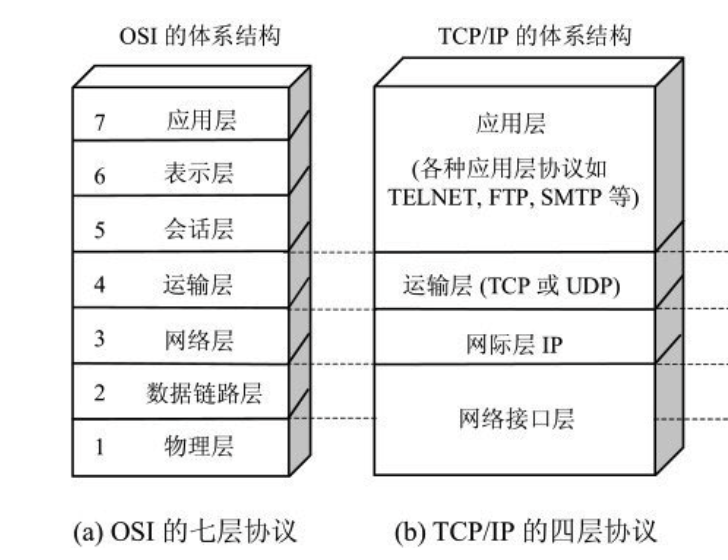 OSI 的体系结构
7 应用层
6 表示层
5 会话层
4 运输层
3 网络层
2 数据链路层
1 物理层
(a) OSI 的七层协议
TCP/IP 的体系结构
应用层
(各种应用层协议如
TELNET, FTP, SMTP 等)
运输层 (TCP 或 UDP)
网际层 IP
网络接口层
(b) TCP/IP 的四层协议